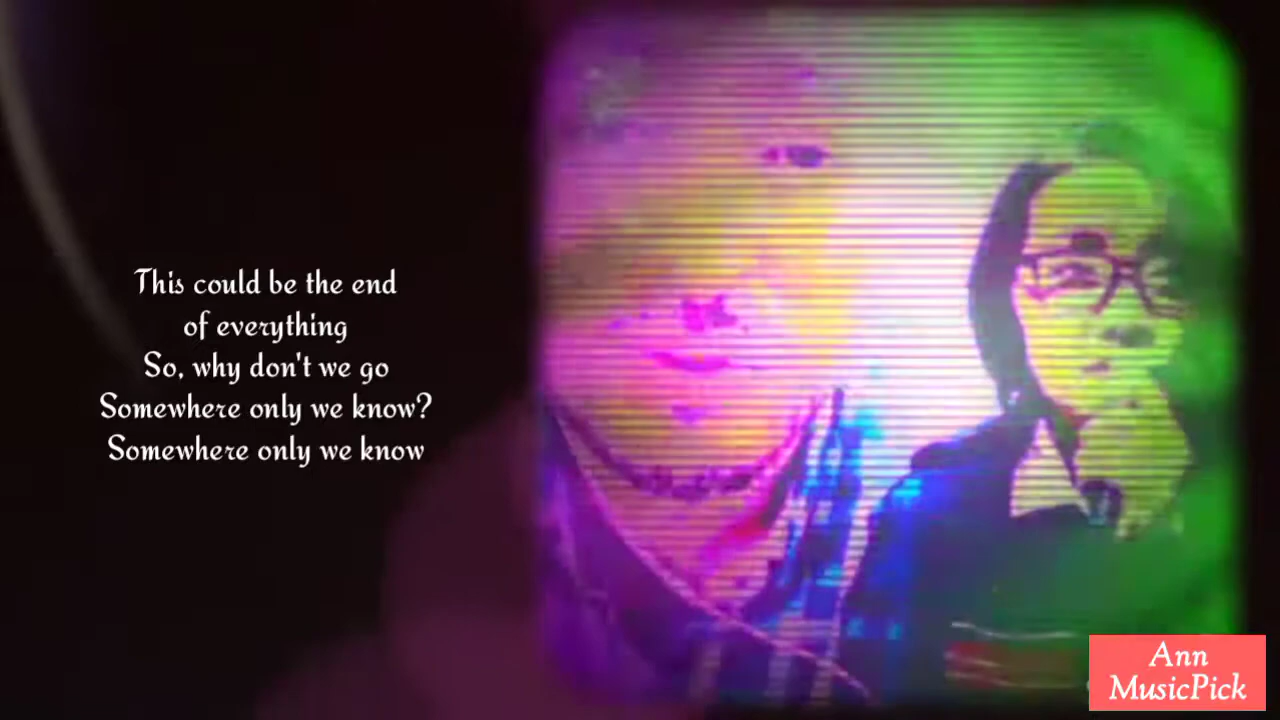 This could be the end
of everything
So, why don't we go
Somewhere only we know?
Somewhere only we know
Ann
MusicPick